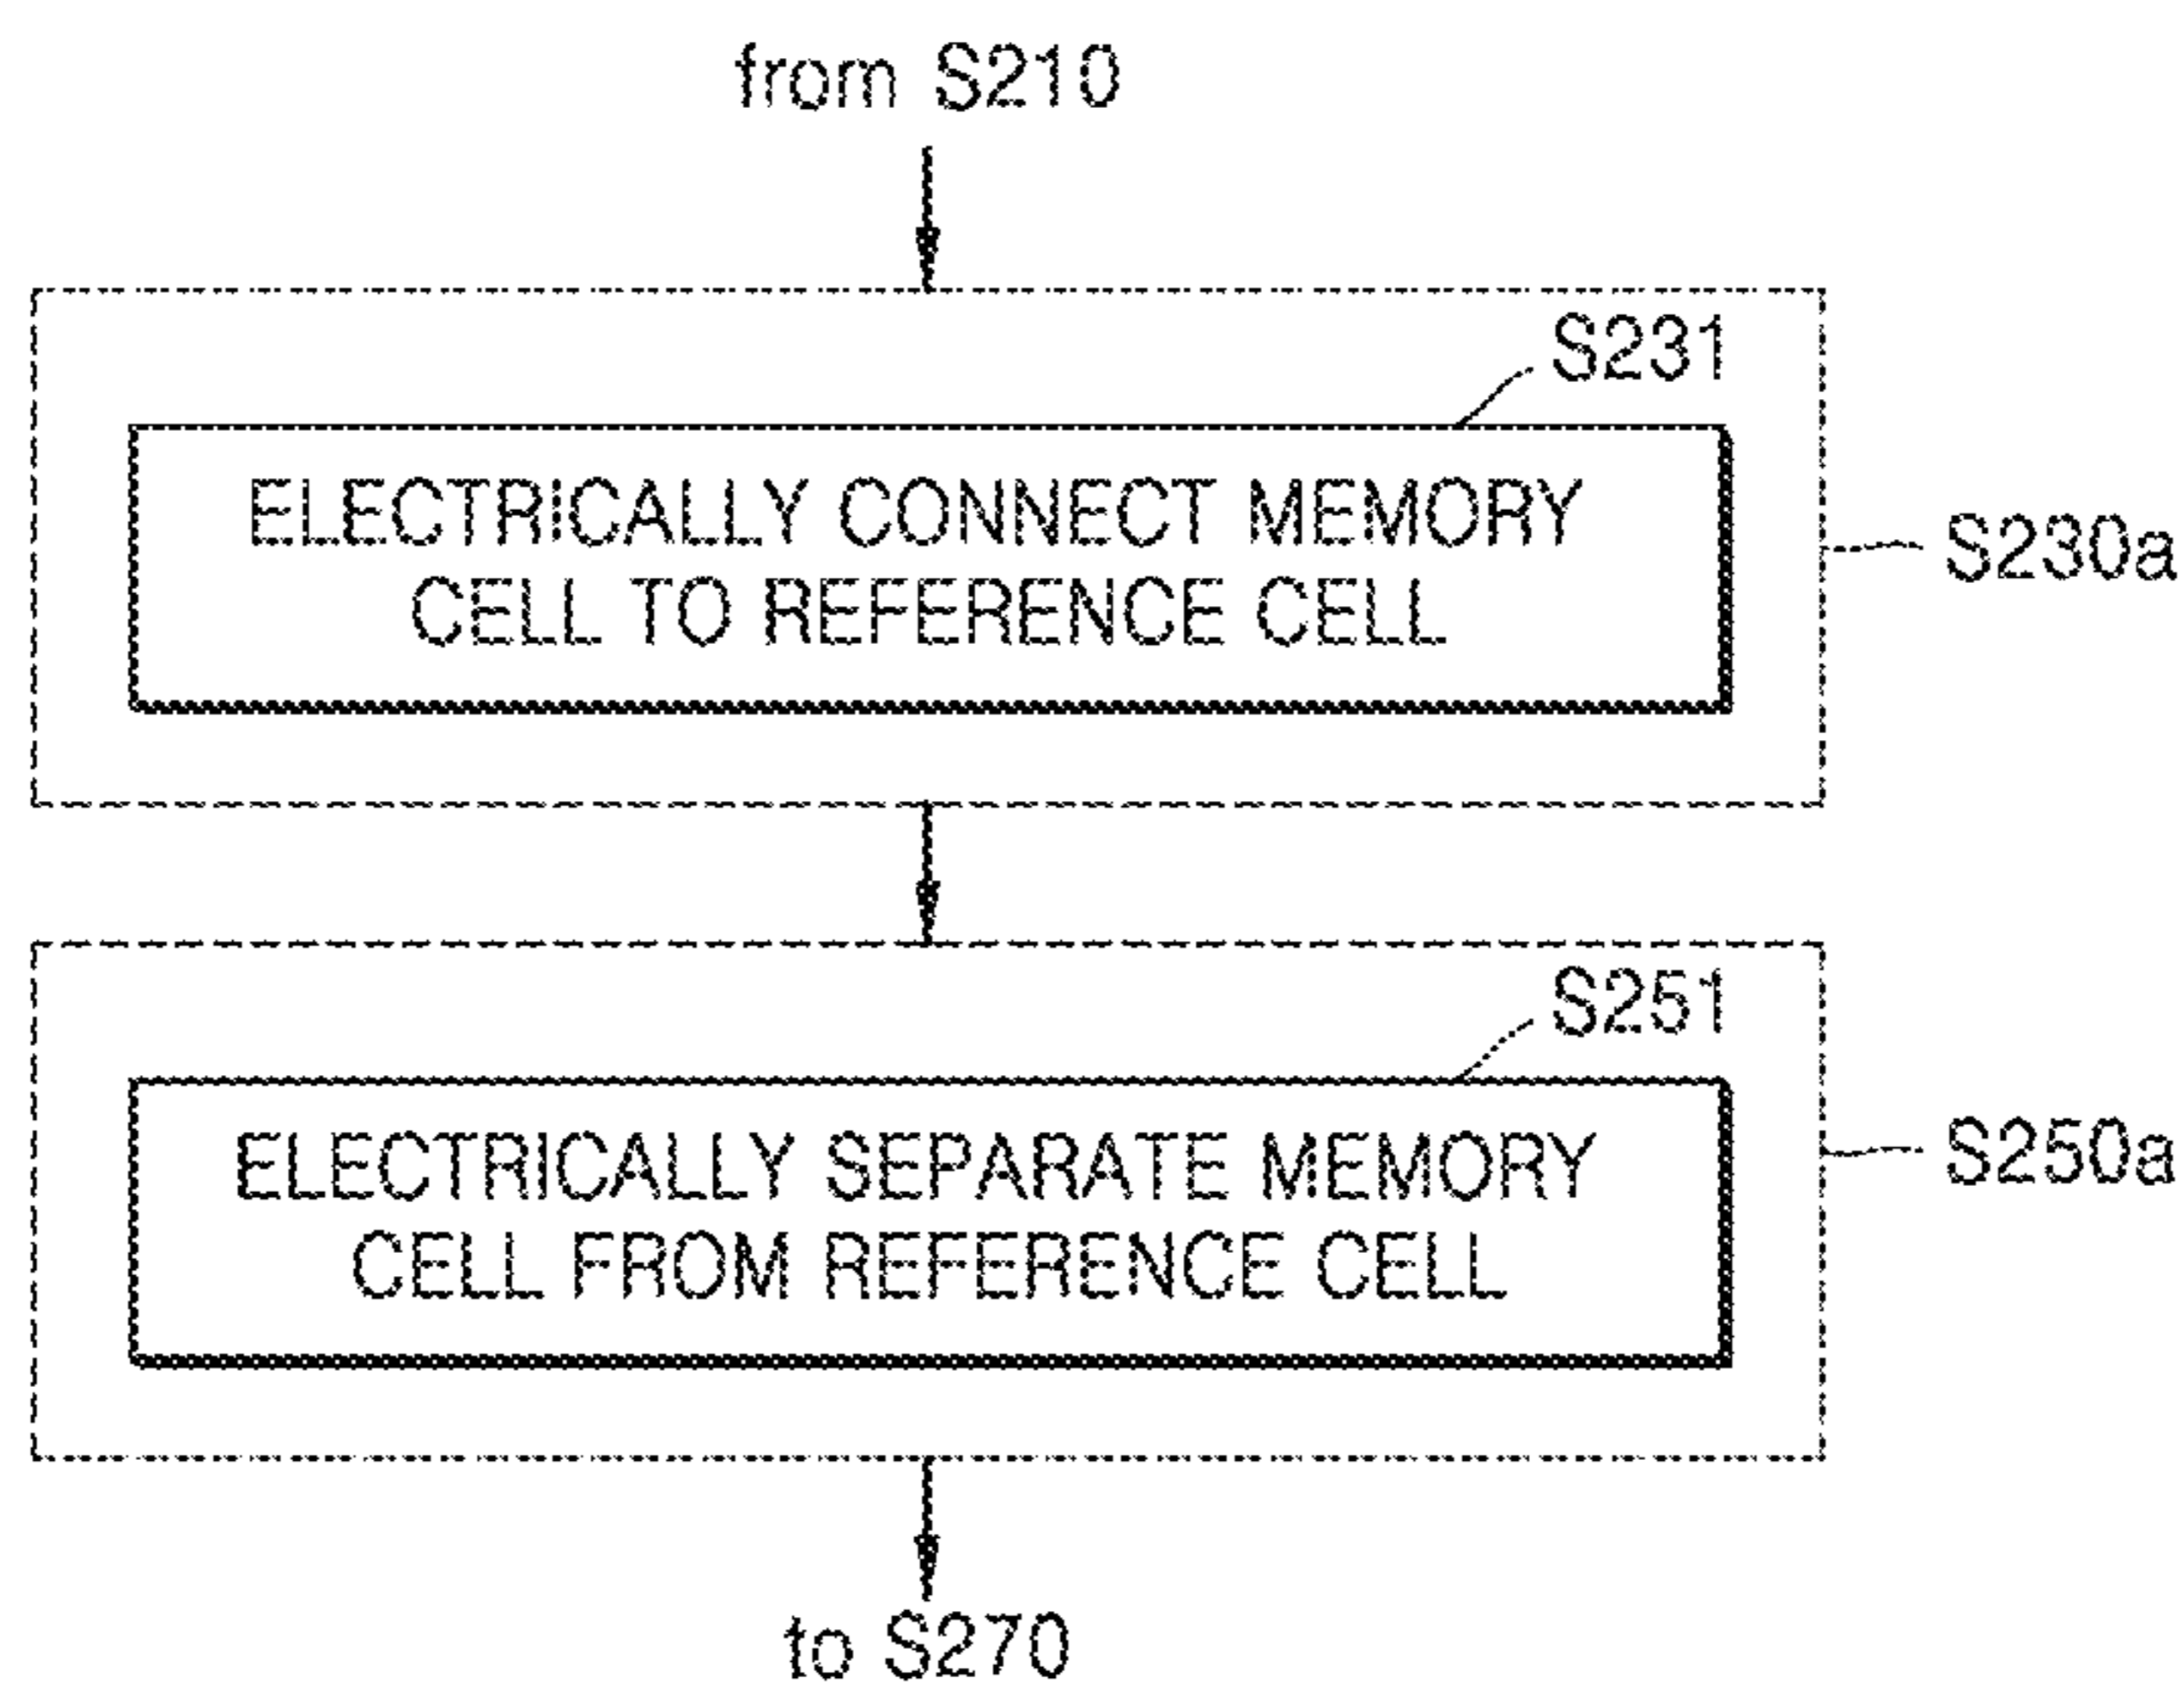 from S210
S231
ELECTRICALLY CONNECT MEMORY
CELL TO REFERENCE CELL
S230a
S251
ELECTRICALLY SEPARATE MEMORY
CELL FROM REFERENCE CELL
S250a
to S270